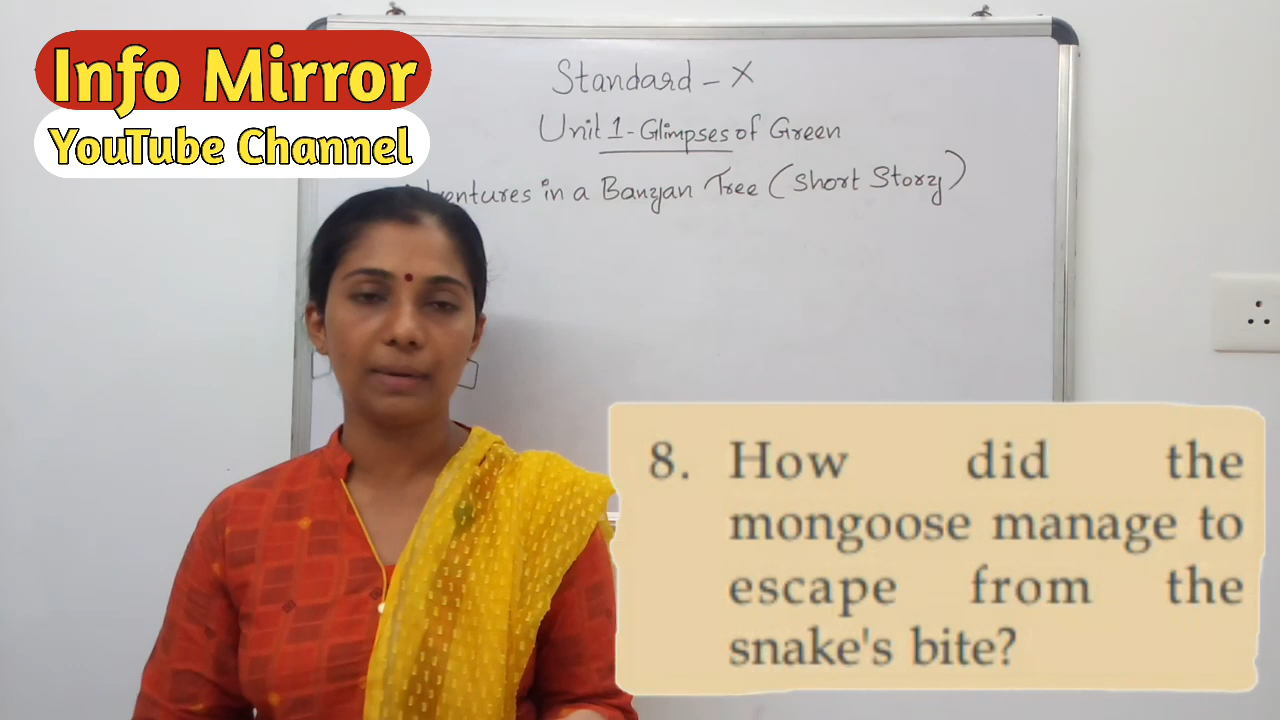 Info Mirror
YouTube Channel
Standard - X
Unit 1 - Glimpses of Green
in a Banyan Tree (Short Story)
8. How did the
mongoose manage to
escape from the
snake's bite?